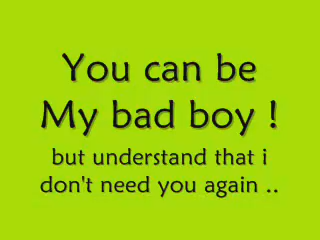 You can be
My bad boy !
but understand that i
don't need you again ..